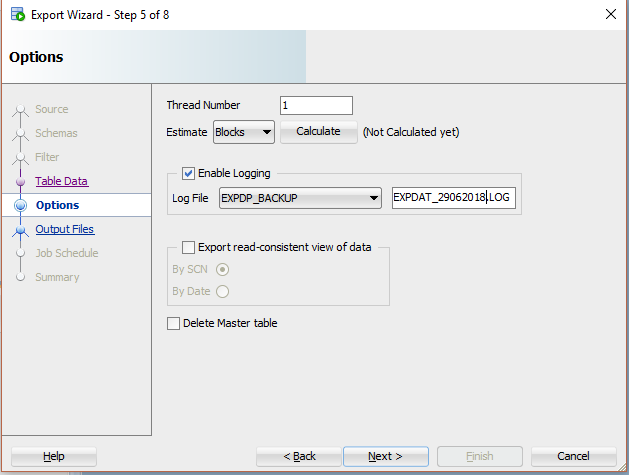 Export Wizard - Step 5 of 8
Options
Source
Schemas
Filter
Table Data
Options
Output Files
Job Schedule
Summary
Thread Number 1
Estimate Blocks Calculate (Not Calculated yet)
Enable Logging
Log File EXPDP_BACKUP EXPDAT_29062018.LOG
Export read-consistent view of data
By SCN
By Date
Delete Master table
Help < Back Next > Finish Cancel